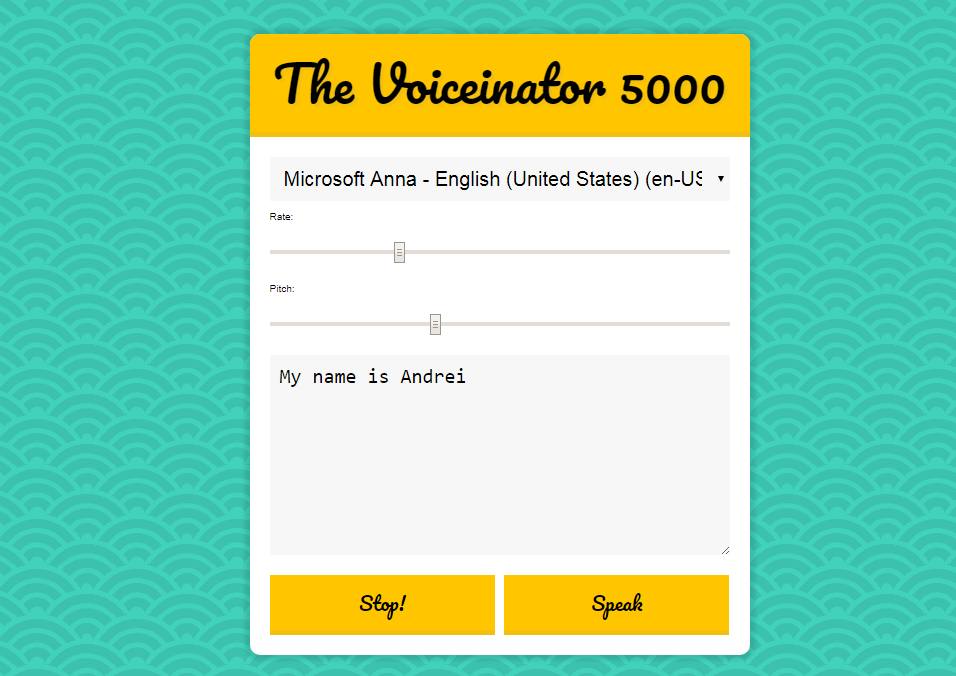 The Voiceinator 5000
Microsoft Anna - English (United States) (en-US
Rate:
Pitch:
My name is Andrei
Stop!
Speak